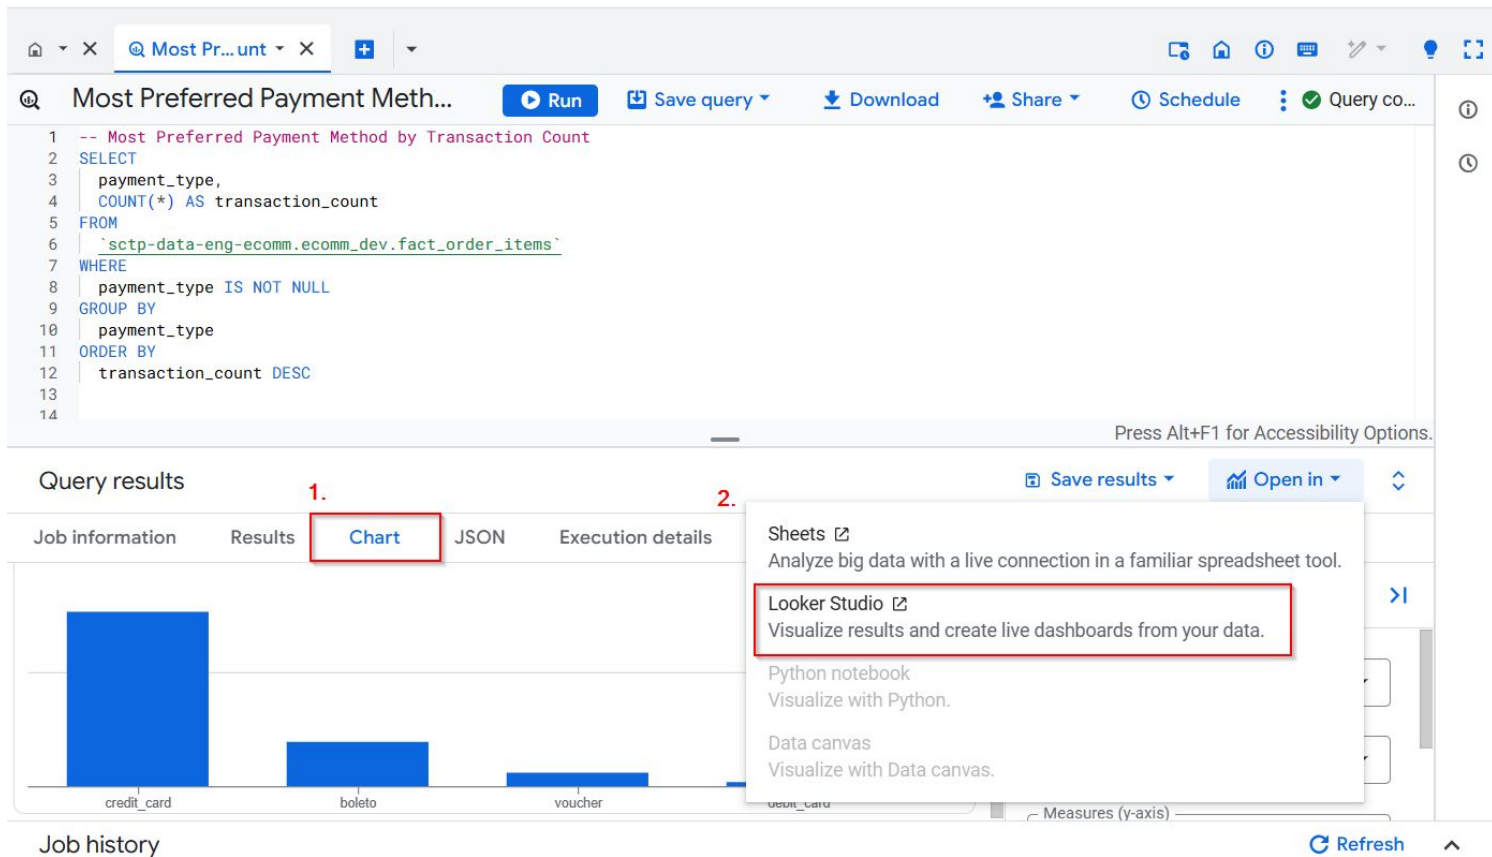 Most Pr... unt
Most Preferred Payment Meth...
Run
Save query
Download
Share
Schedule
Query co...
1 -- Most Preferred Payment Method by Transaction Count
2 SELECT
3 payment_type,
4 COUNT(*) AS transaction_count
5 FROM
6 `sctp-data-eng-ecomm.ecomm_dev.fact_order_items`
7 WHERE
8 payment_type IS NOT NULL
9 GROUP BY
10 payment_type
11 ORDER BY
12 transaction_count DESC
13
14
Press Alt+F1 for Accessibility Options.
Query results
Save results
Open in
1.
2.
Job information
Results
Chart
JSON
Execution details
Sheets
Analyze big data with a live connection in a familiar spreadsheet tool.
Looker Studio
Visualize results and create live dashboards from your data.
Python notebook
Visualize with Python.
Data canvas
Visualize with Data canvas.
credit_card
boleto
voucher
debit_card
Measures (y-axis)
Job history
Refresh